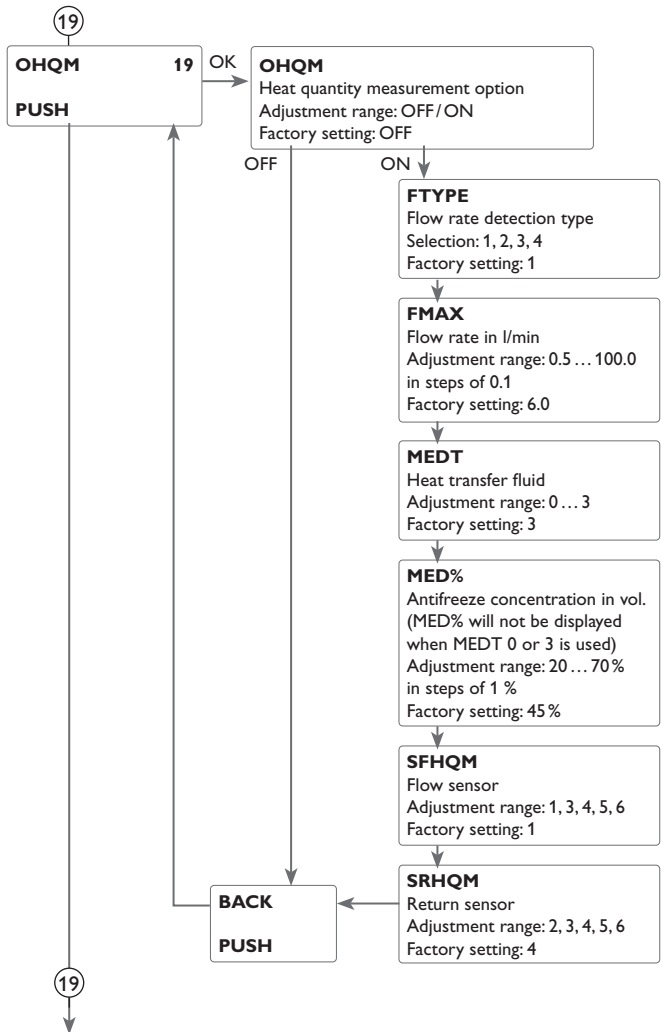 19
OHQM 19
PUSH
OK
OHQM
Heat quantity measurement option
Adjustment range: OFF/ON
Factory setting: OFF
OFF
ON
FTYPE
Flow rate detection type
Selection: 1, 2, 3, 4
Factory setting: 1
FMAX
Flow rate in l/min
Adjustment range: 0.5 … 100.0
in steps of 0.1
Factory setting: 6.0
MEDT
Heat transfer fluid
Adjustment range: 0 … 3
Factory setting: 3
MED%
Antifreeze concentration in vol.
(MED% will not be displayed
when MEDT 0 or 3 is used)
Adjustment range: 20 … 70 %
in steps of 1 %
Factory setting: 45 %
SFHQM
Flow sensor
Adjustment range: 1, 3, 4, 5, 6
Factory setting: 1
SRHQM
Return sensor
Adjustment range: 2, 3, 4, 5, 6
Factory setting: 4
BACK
PUSH
19